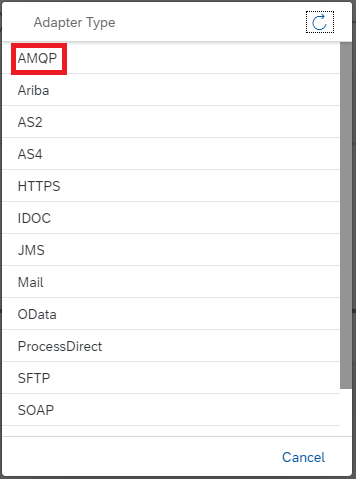 Adapter Type
AMQP
Ariba
AS2
AS4
HTTPS
IDOC
JMS
Mail
OData
ProcessDirect
SFTP
SOAP
Cancel